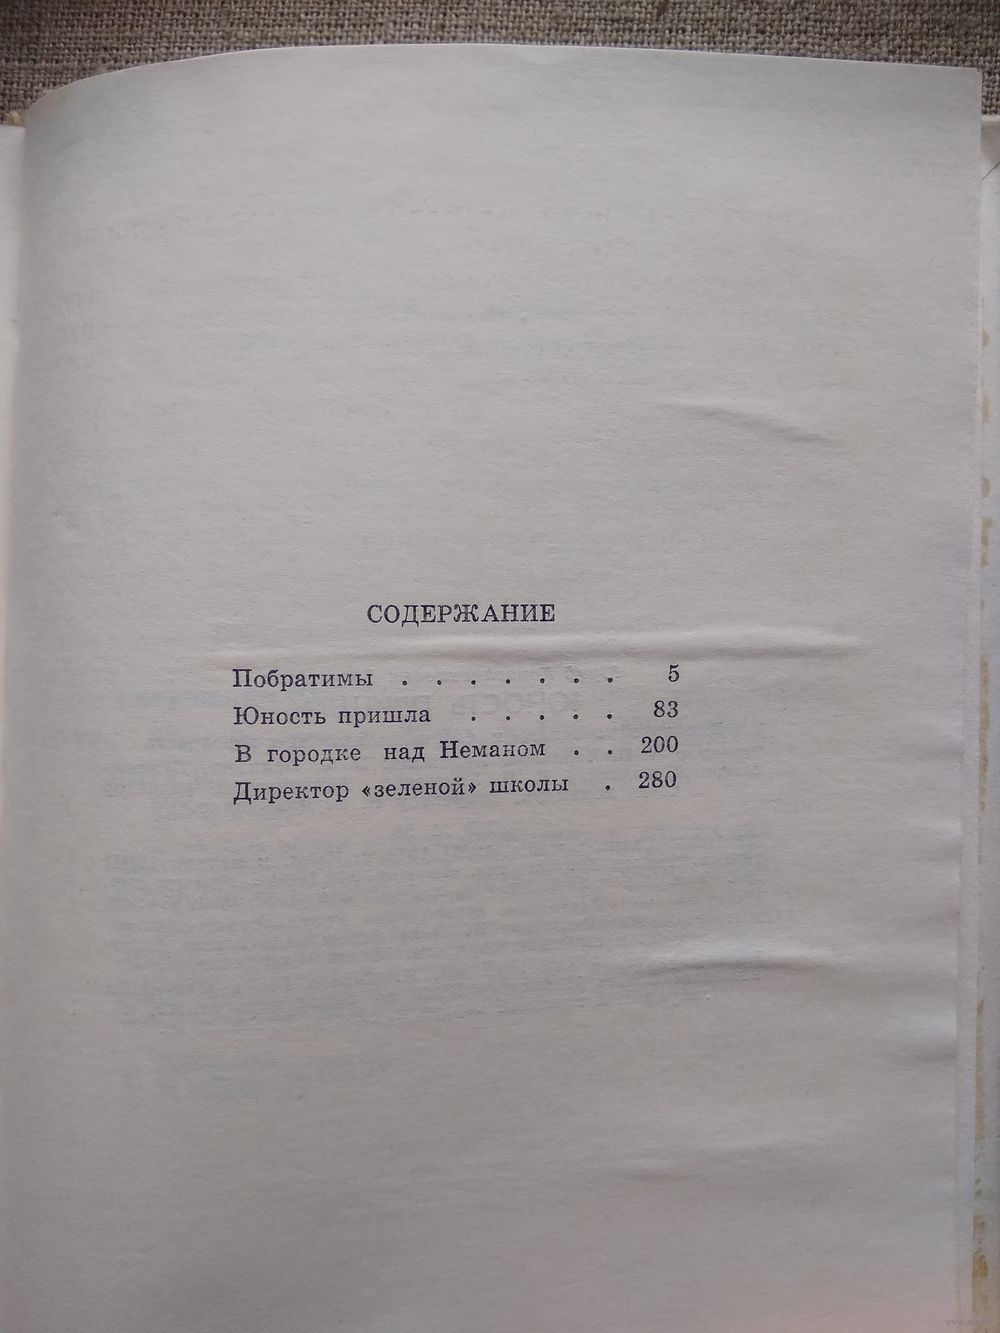 СОДЕРЖАНИЕ
Побратимы . . . . . . . 5
Юность пришла . . . . . 83
В городке над Неманом . . 200
Директор «зеленой» школы . 280